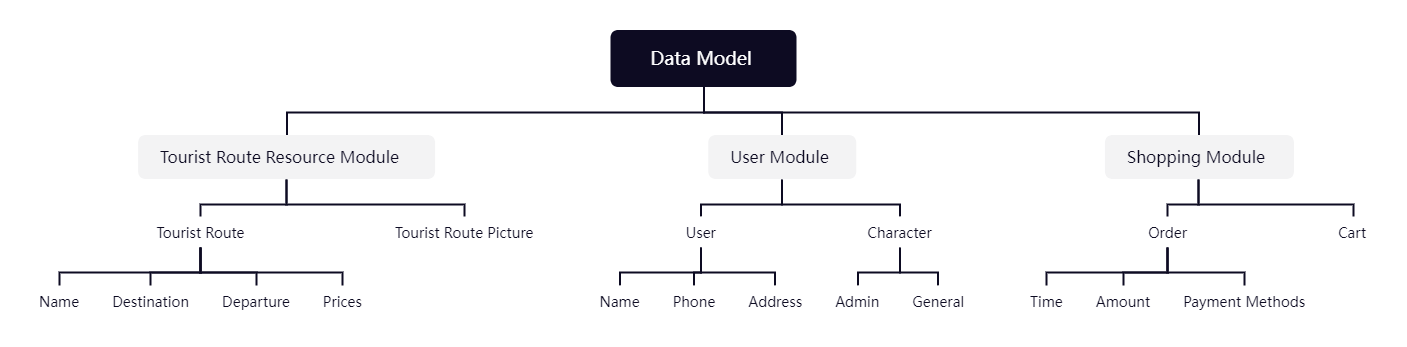 Data Model
Tourist Route Resource Module
User Module
Shopping Module
Tourist Route
Tourist Route Picture
User
Character
Order
Cart
Name
Destination
Departure
Prices
Name
Phone
Address
Admin
General
Time
Amount
Payment Methods